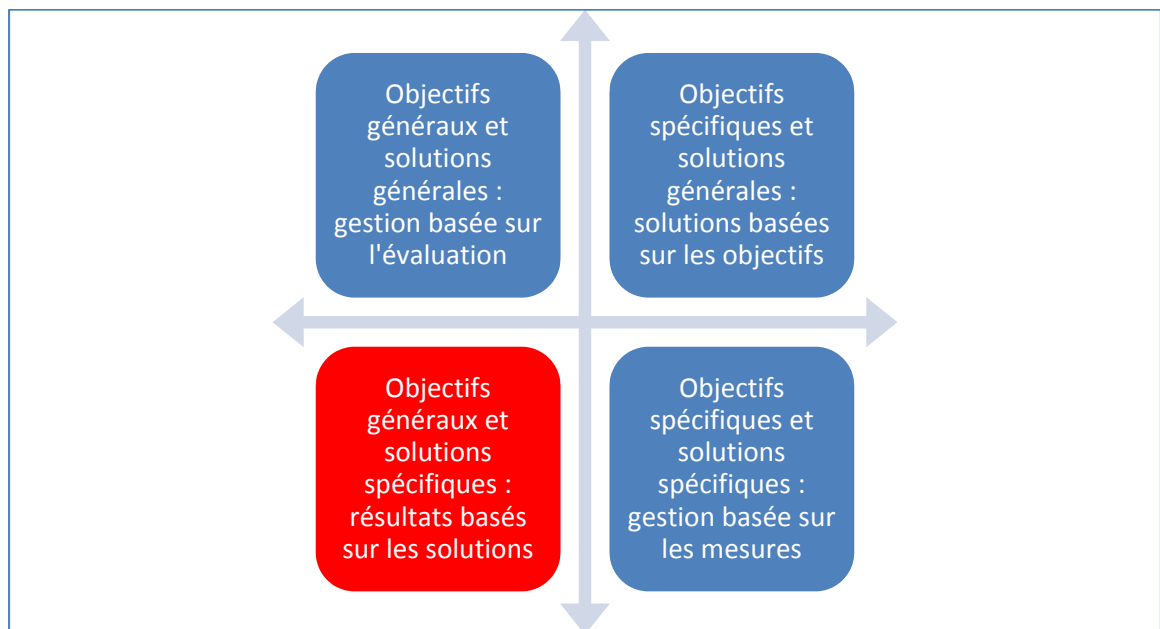 Objectifs
généraux et
solutions
générales :
gestion basée sur
l'évaluation
Objectifs
spécifiques et
solutions
générales :
solutions basées
sur les objectifs
Objectifs
généraux et
solutions
spécifiques :
résultats basés
sur les solutions
Objectifs
spécifiques et
solutions
spécifiques :
gestion basée sur
les mesures